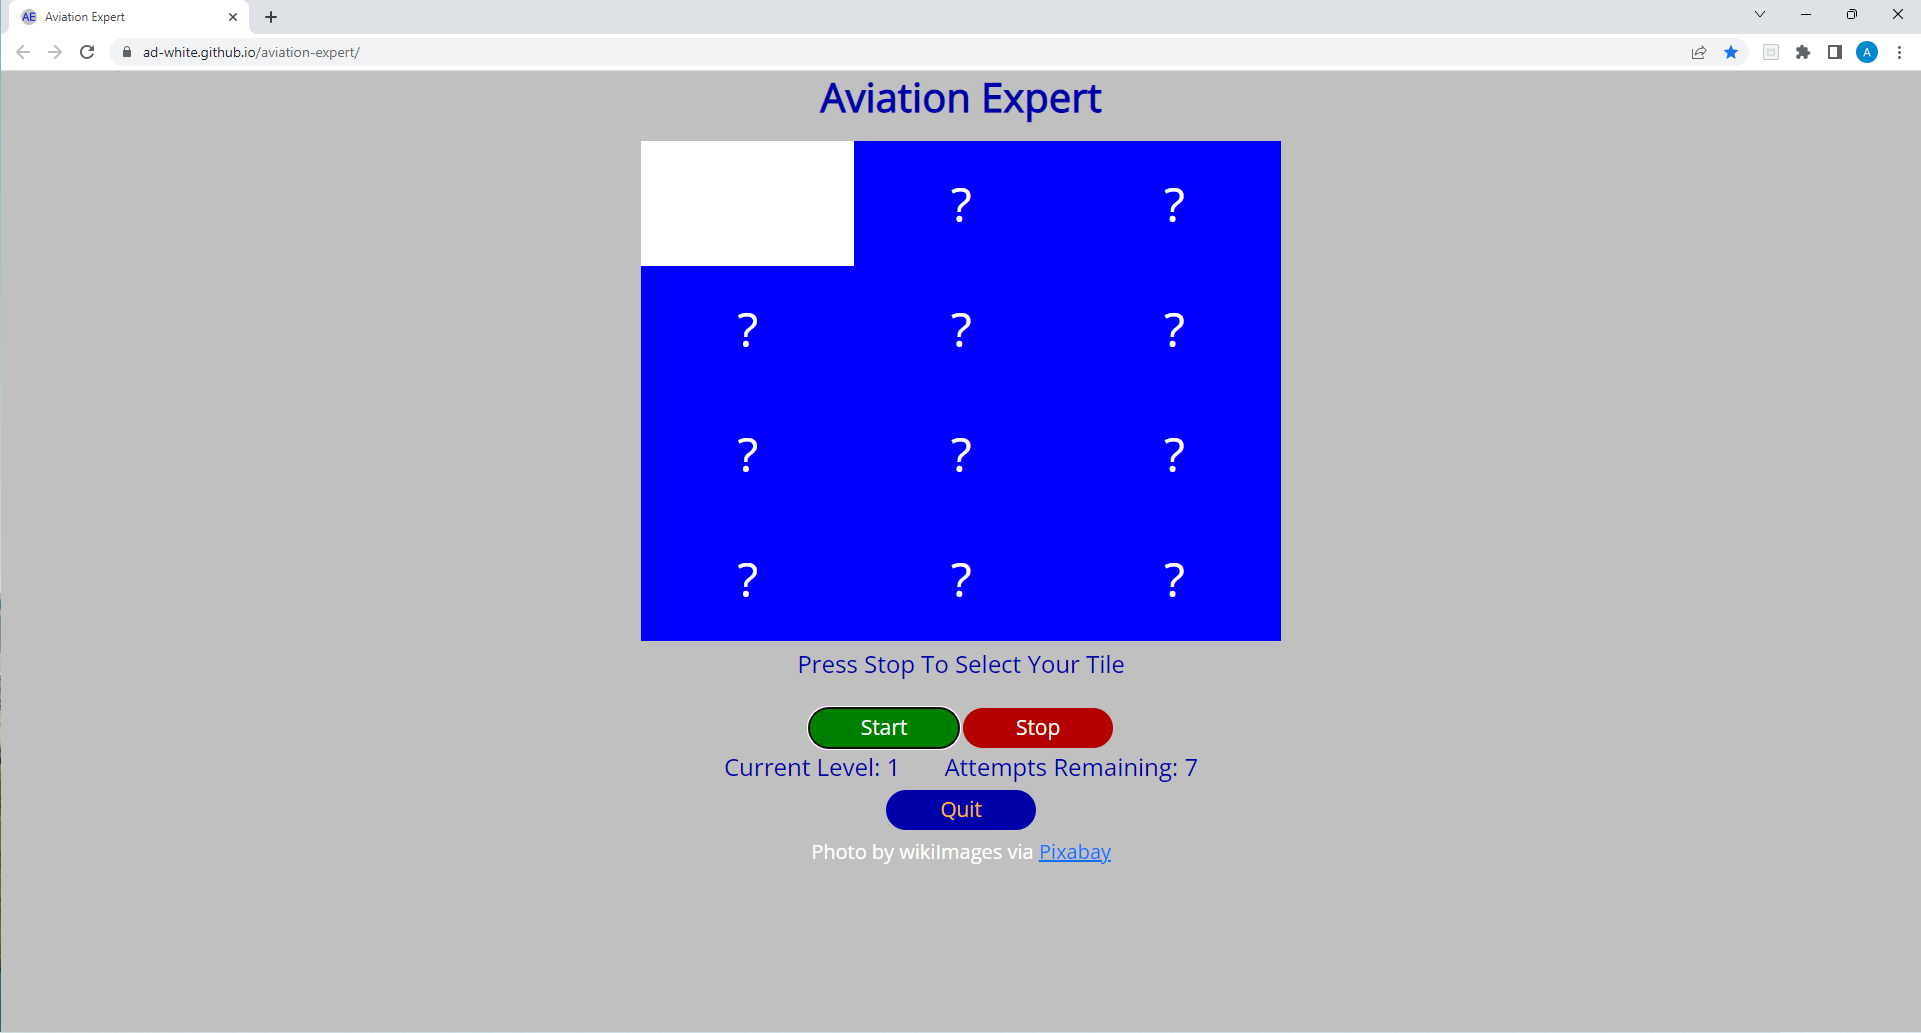 AE Aviation Expert
ad-white.github.io/aviation-expert/
A
Aviation Expert
? ?
? ? ?
? ? ?
? ? ?
Press Stop To Select Your Tile
Start Stop
Current Level: 1 Attempts Remaining: 7
Quit
Photo by wikiImages via Pixabay